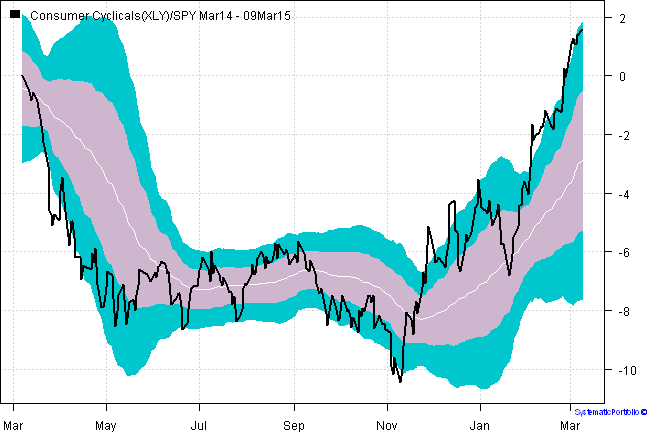 Consumer Cyclicals(XLY)/SPY Mar14 - 09Mar15
2
0
-2
-4
-6
-8
-10
Mar May Jul Sep Nov Jan Mar
SystematicPortfolio ©